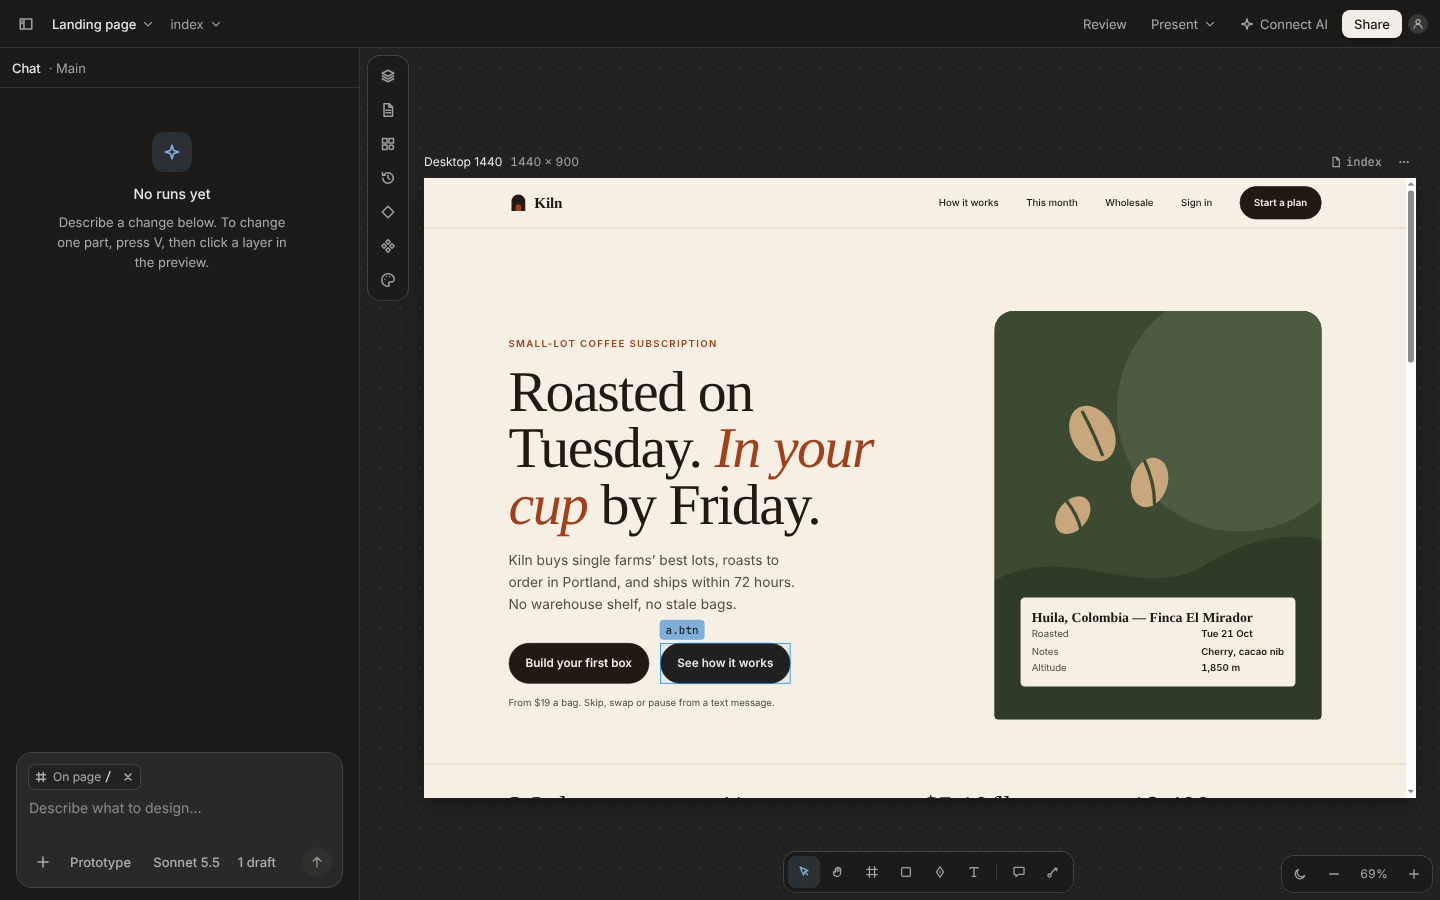 Landing page
index
Review
Present
Connect AI
Share
Chat · Main
No runs yet
Describe a change below. To change
one part, press V, then click a layer in
the preview.
On page /
Describe what to design...
Prototype
Sonnet 5.5
1 draft
Desktop 1440 1440 × 900
index
Kiln
How it works
This month
Wholesale
Sign in
Start a plan
SMALL-LOT COFFEE SUBSCRIPTION
Roasted on
Tuesday. In your
cup by Friday.
Kiln buys single farms’ best lots, roasts to
order in Portland, and ships within 72 hours.
No warehouse shelf, no stale bags.
a.btn
Build your first box
See how it works
From $19 a bag. Skip, swap or pause from a text message.
Huila, Colombia — Finca El Mirador
Roasted Tue 21 Oct
Notes Cherry, cacao nib
Altitude 1,850 m
69%